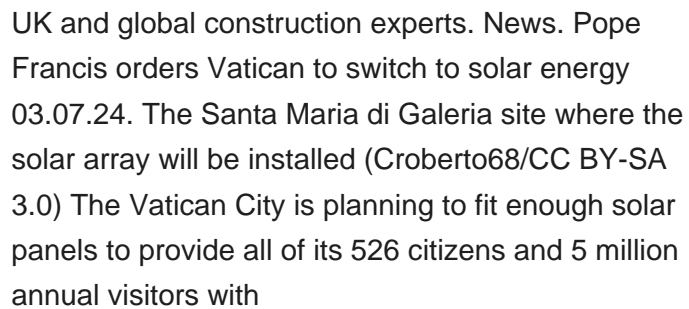 UK and global construction experts. News. Pope
Francis orders Vatican to switch to solar energy
03.07.24. The Santa Maria di Galeria site where the
solar array will be installed (Croberto68/CC BY-SA
3.0) The Vatican City is planning to fit enough solar
panels to provide all of its 526 citizens and 5 million
annual visitors with